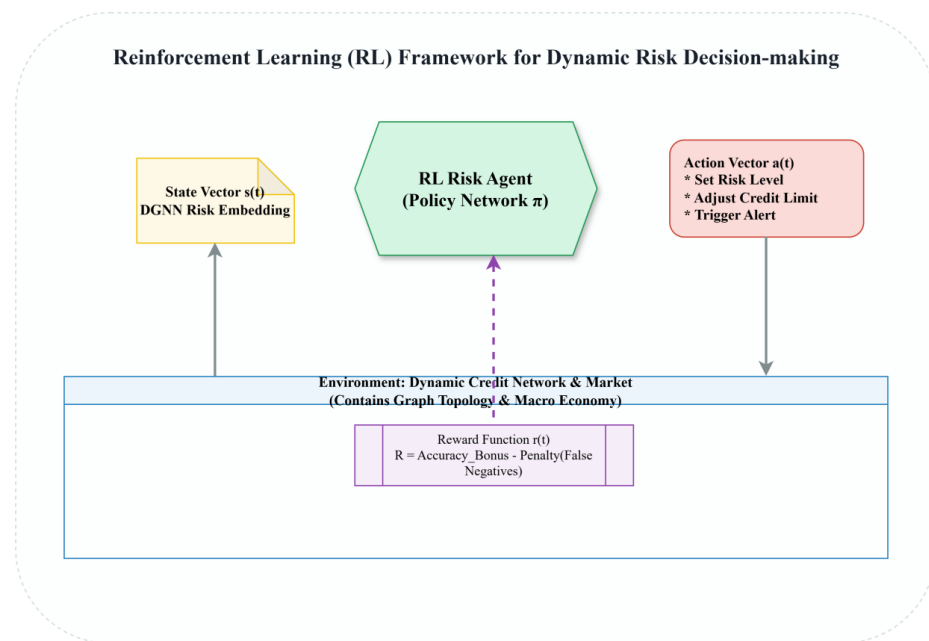 Reinforcement Learning (RL) Framework for Dynamic Risk Decision-making
State Vector s(t)
DGNN Risk Embedding
RL Risk Agent
(Policy Network π)
Action Vector a(t)
* Set Risk Level
* Adjust Credit Limit
* Trigger Alert
Environment: Dynamic Credit Network & Market
(Contains Graph Topology & Macro Economy)
Reward Function r(t)
R = Accuracy_Bonus - Penalty(False
Negatives)